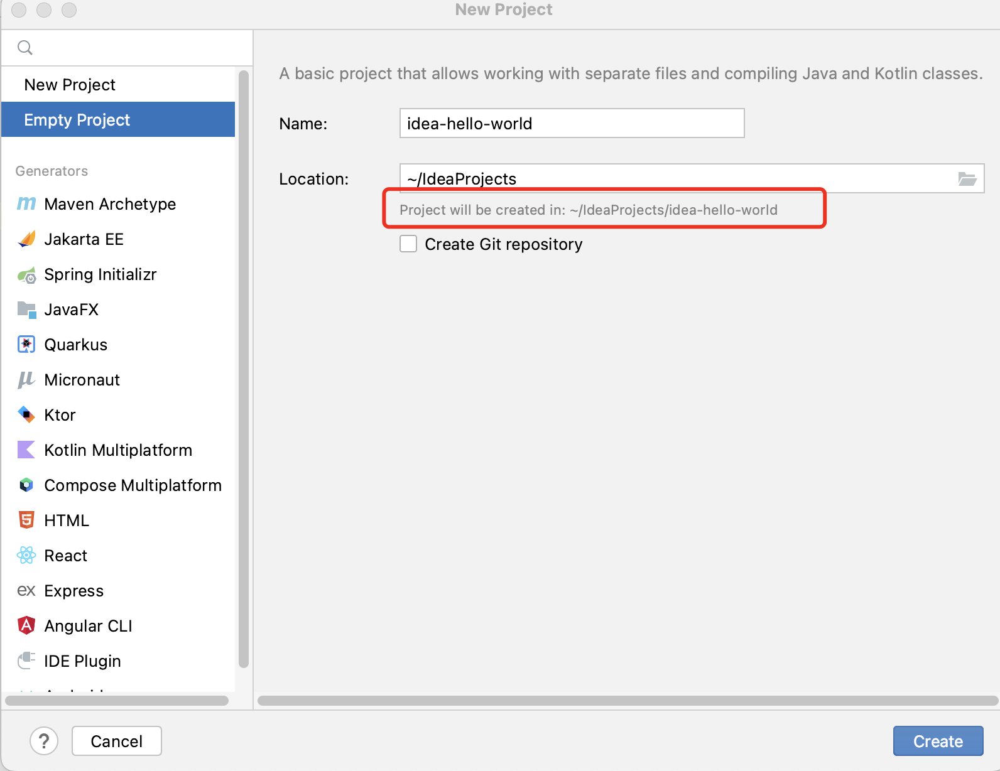 New Project
New Project
Empty Project
Generators
m Maven Archetype
Jakarta EE
Spring Initializr
JavaFX
Quarkus
μ Micronaut
Ktor
Kotlin Multiplatform
Compose Multiplatform
5 HTML
React
ex Express
A Angular CLI
IDE Plugin
A basic project that allows working with separate files and compiling Java and Kotlin classes.
Name: idea-hello-world
Location: ~/IdeaProjects
Project will be created in: ~/IdeaProjects/idea-hello-world
Create Git repository
? Cancel Create